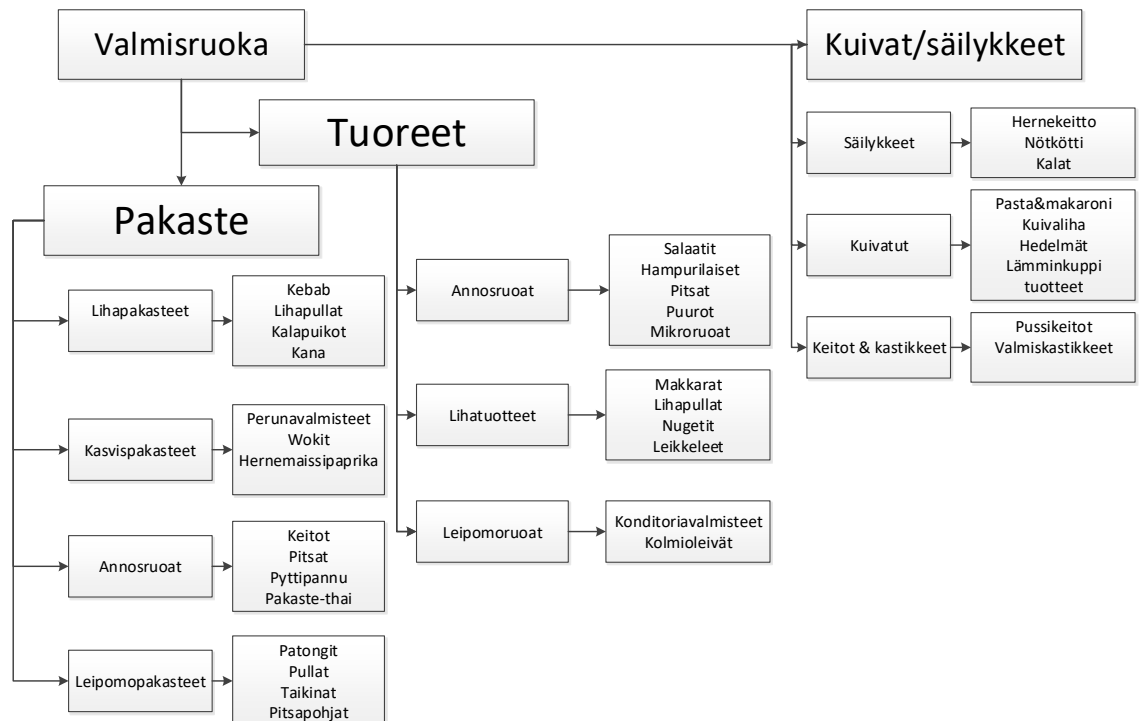 Valmisruoka
Kuivat/säilykkeet
Tuoreet
Pakaste
Lihapakasteet
Kebab
Lihapullat
Kalapuikot
Kana
Kasvispakasteet
Perunavalmisteet
Wokit
Hernemaissipaprika
Annosruoat
Keitot
Pitsat
Pyttipannu
Pakaste-thai
Leipomopakasteet
Patongit
Pullat
Taikinat
Pitsapohjat
Annosruoat
Salaatit
Hampurilaiset
Pitsat
Puurot
Mikroruoat
Lihatuotteet
Makkarat
Lihapullat
Nugetit
Leikkeleet
Leipomoruoat
Konditoriavalmisteet
Kolmioleivät
Säilykkeet
Hernekeitto
Nötkötti
Kalat
Kuivatut
Pasta&makaroni
Kuivaliha
Hedelmät
Lämminkuppi
tuotteet
Keitot & kastikkeet
Pussikeitot
Valmiskastikkeet